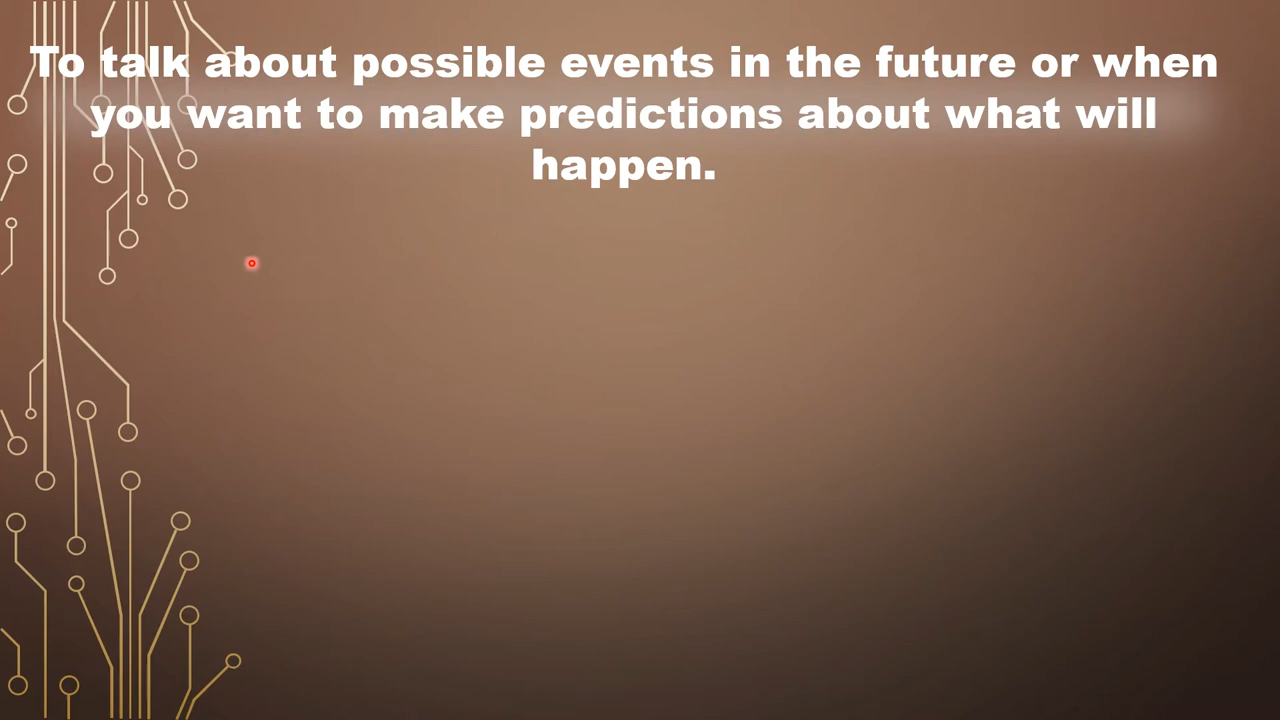 To talk about possible events in the future or when
you want to make predictions about what will
happen.